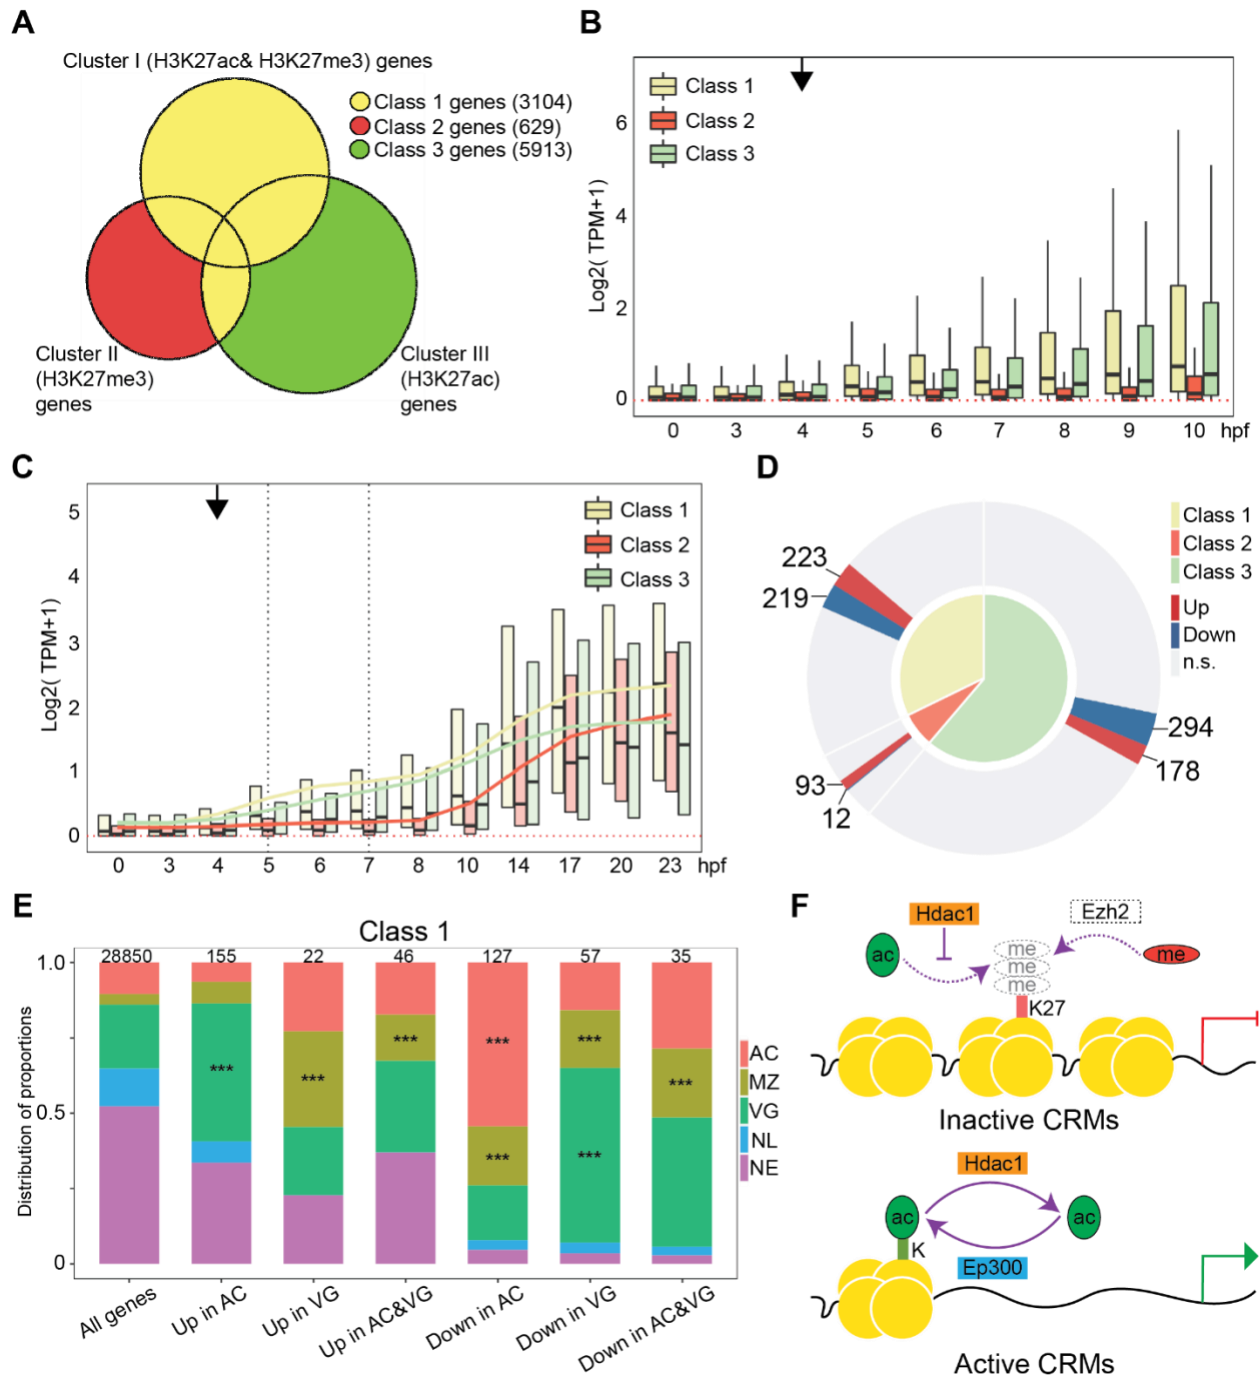 A
Cluster I (H3K27ac& H3K27me3) genes
Class 1 genes (3104)
Class 2 genes (629)
Class 3 genes (5913)
Cluster II
(H3K27me3)
genes
Cluster III
(H3K27ac)
genes
B
Class 1
Class 2
Class 3
Log2( TPM+1)
6
4
2
0
0 3 4 5 6 7 8 9 10 hpf
C
Class 1
Class 2
Class 3
Log2( TPM+1)
5
4
3
2
1
0
0 3 4 5 6 7 8 10 14 17 20 23 hpf
D
Class 1
Class 2
Class 3
Up
Down
n.s.
223
219
294
178
93
12
E
Class 1
28850 155 22 46 127 57 35
Distribution of proportions
1.0
0.5
0
***
***
***
***
***
***
***
***
AC
MZ
VG
NL
NE
All genes
Up in AC
Up in VG
Up in AC&VG
Down in AC
Down in VG
Down in AC&VG
F
Hdac1
Ezh2
ac
me
me
me
me
K27
Inactive CRMs
Hdac1
ac
ac
K
Ep300
Active CRMs